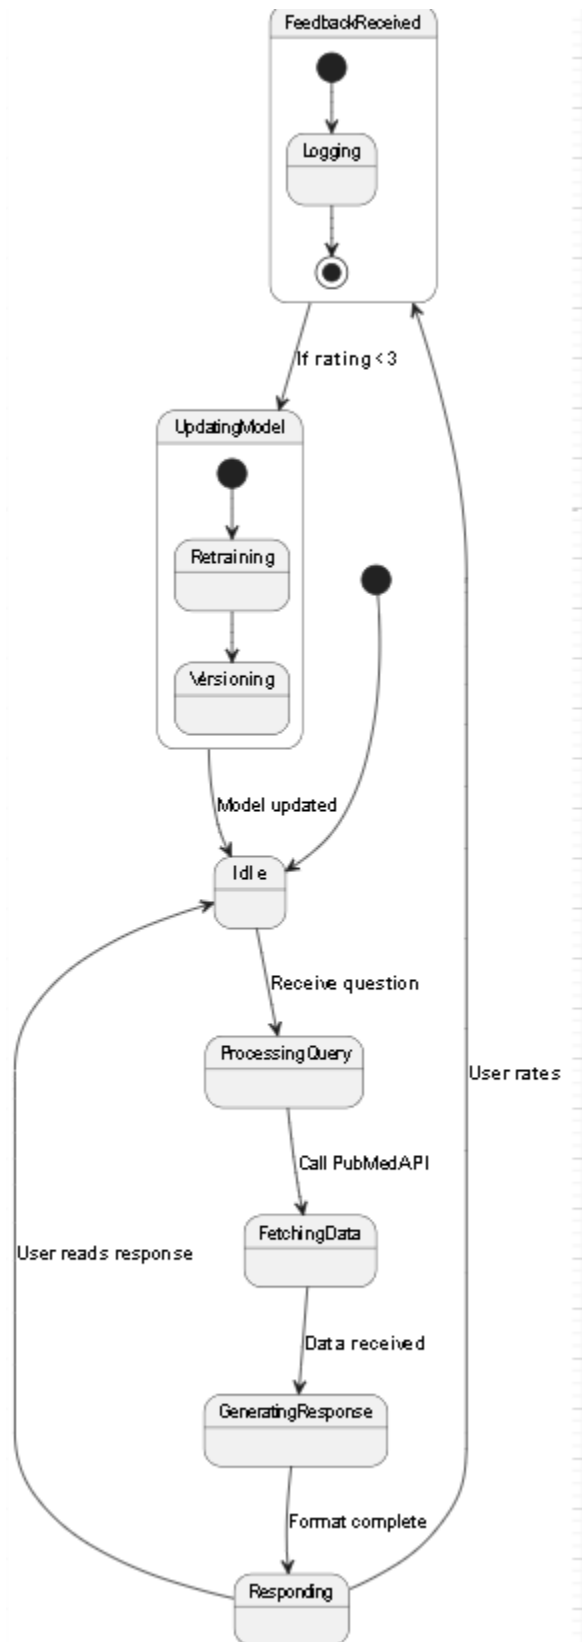 FeedbackReceived
Logging
If rating < 3
UpdatingModel
Retraining
Versioning
Model updated
Idle
Receive question
ProcessingQuery
User rates
Call PubMedAPI
FetchingData
User reads response
Data received
GeneratingResponse
Format complete
Responding